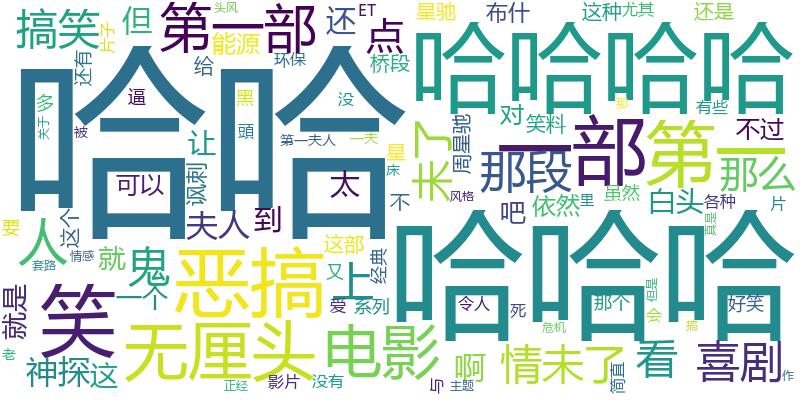 搞笑
但
第一部
还
ET
点
头风
星驰
布什
这种
尤其
还是
片子
还有
能源
给
环保
桥段
哈哈哈哈
哈哈
多
关于
被
逼
黑
頭
没
第一夫人
一夫
让
讽刺
星
床
周星驰
未了
对
笑料
那
有些
一部
第一
不过
那段
那么
可以
太
不
吧
依然
里
虽然
白头
各种
片
风格
真是
要
人
这个
情感
套路
就
鬼
夫人
到
这部
又
上
经典
哈哈哈
就是
笑
一个
恶搞
爱
系列
令人
死
那个
但是
会
好笑
搞
危机
老
神探
这
无厘头
正经
影片
没有
电影
与
啊
主题
情未了
简直
看
喜剧
作